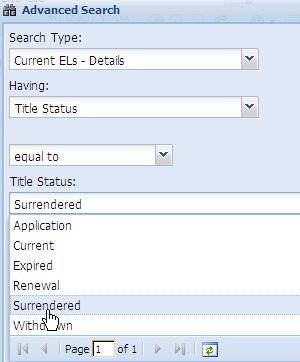 Advanced Search
Search Type:
Current ELs - Details
Having:
Title Status
equal to
Title Status:
Surrendered
Application
Current
Expired
Renewal
Surrendered
Withdrawn
Page 1 of 1